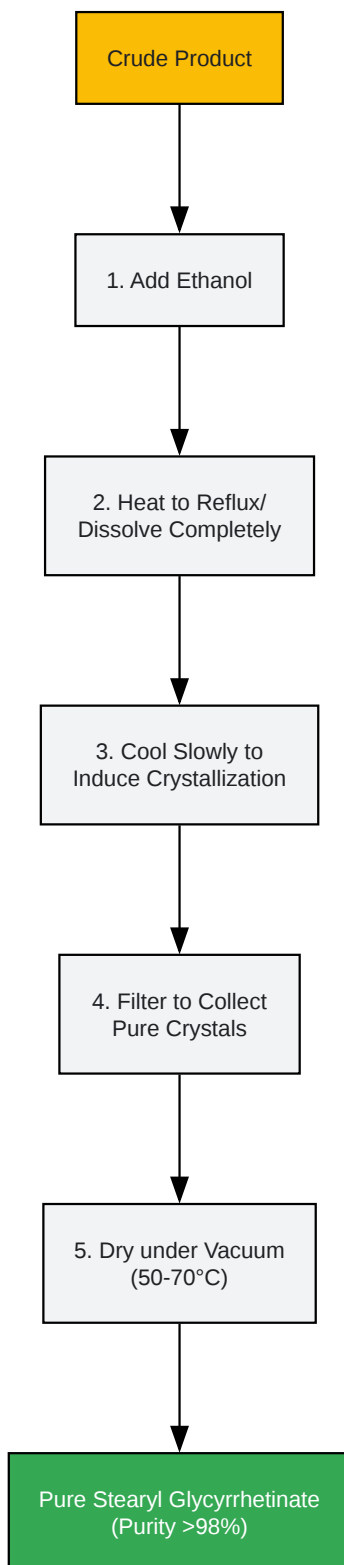 Crude Product
1. Add Ethanol
2. Heat to Reflux/
Dissolve Completely
3. Cool Slowly to
Induce Crystallization
4. Filter to Collect
Pure Crystals
5. Dry under Vacuum
(50-70°C)
Pure Stearyl Glycyrrhetinate
(Purity >98%)